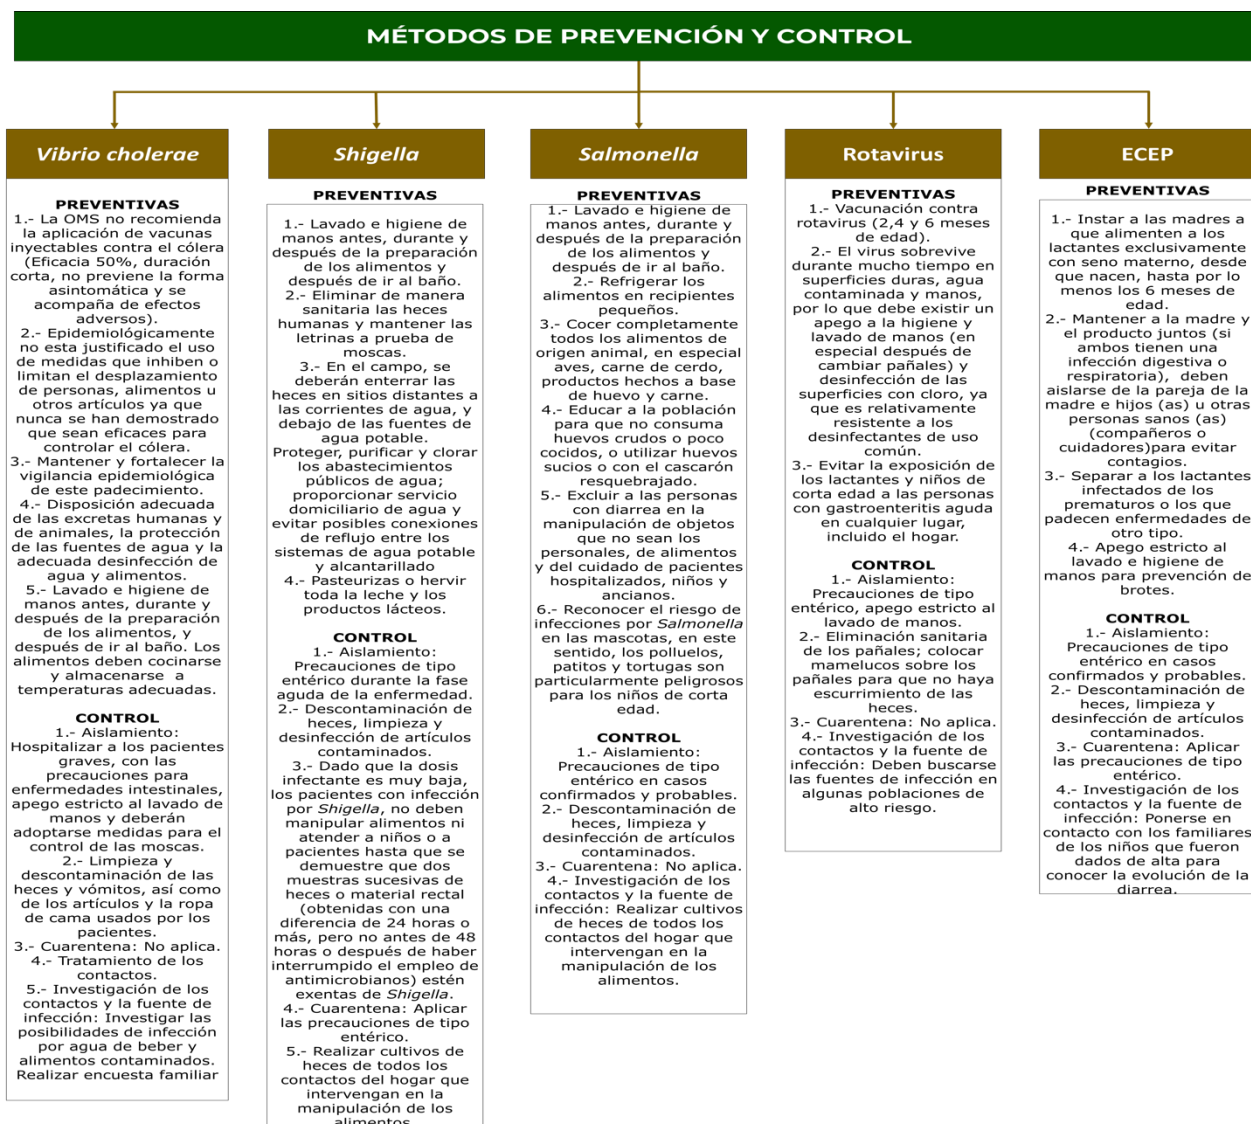 MÉTODOS DE PREVENCIÓN Y CONTROL
Vibrio cholerae
PREVENTIVAS
1.- La OMS no recomienda
la aplicación de vacunas
inyectables contra el cólera
(Eficacia 50%, duración
corta, no previene la forma
asintomática y se
acompaña de efectos
adversos).
2.- Epidemiológicamente
no esta justificado el uso
de medidas que inhiben o
limitan el desplazamiento
de personas, alimentos u
otros artículos ya que
nunca se han demostrado
que sean eficaces para
controlar el cólera.
3.- Mantener y fortalecer la
vigilancia epidemiológica
de este padecimiento.
4.- Disposición adecuada
de las excretas humanas y
de animales, la protección
de las fuentes de agua y la
adecuada desinfección de
agua y alimentos.
5.- Lavado e higiene de
manos antes, durante y
después de la preparación
de los alimentos, y
después de ir al baño. Los
alimentos deben cocinarse
y almacenarse a
temperaturas adecuadas.
CONTROL
1.- Aislamiento:
Hospitalizar a los pacientes
graves, con las
precauciones para
enfermedades intestinales,
apego estricto al lavado de
manos y deberán
adoptarse medidas para el
control de las moscas.
2.- Limpieza y
descontaminación de las
heces y vómitos, así como
de los artículos y la ropa
de cama usados por los
pacientes.
3.- Cuarentena: No aplica.
4.- Tratamiento de los
contactos.
5.- Investigación de los
contactos y la fuente de
infección: Investigar las
posibilidades de infección
por agua de beber y
alimentos contaminados.
Realizar encuesta familiar
Shigella
PREVENTIVAS
1.- Lavado e higiene de
manos antes, durante y
después de la preparación
de los alimentos y
después de ir al baño.
2.- Eliminar de manera
sanitaria las heces
humanas y mantener las
letrinas a prueba de
moscas.
3.- En el campo, se
deberán enterrar las
heces en sitios distantes a
las corrientes de agua, y
debajo de las fuentes de
agua potable.
Proteger, purificar y clorar
los abastecimientos
públicos de agua;
proporcionar servicio
domiciliario de agua y
evitar posibles conexiones
de reflujo entre los
sistemas de agua potable
y alcantarillado
4.- Pasteurizas o hervir
toda la leche y los
productos lácteos.
CONTROL
1.- Aislamiento:
Precauciones de tipo
entérico durante la fase
aguda de la enfermedad.
2.- Descontaminación de
heces, limpieza y
desinfección de artículos
contaminados.
3.- Dado que la dosis
infectante es muy baja,
los pacientes con infección
por Shigella, no deben
manipular alimentos ni
atender a niños o a
pacientes hasta que se
demuestre que dos
muestras sucesivas de
heces o material rectal
(obtenidas con una
diferencia de 24 horas o
más, pero no antes de 48
horas o después de haber
interrumpido el empleo de
antimicrobianos) estén
exentas de Shigella.
4.- Cuarentena: Aplicar
las precauciones de tipo
entérico.
5.- Realizar cultivos de
heces de todos los
contactos del hogar que
intervengan en la
manipulación de los
alimentos
Salmonella
PREVENTIVAS
1.- Lavado e higiene de
manos antes, durante y
después de la preparación
de los alimentos y
después de ir al baño.
2.- Refrigerar los
alimentos en recipientes
pequeños.
3.- Cocer completamente
todos los alimentos de
origen animal, en especial
aves, carne de cerdo,
productos hechos a base
de huevo y carne.
4.- Educar a la población
para que no consuma
huevos crudos o poco
cocidos, o utilizar huevos
sucios o con el cascarón
resquebrajado.
5.- Excluir a las personas
con diarrea en la
manipulación de objetos
que no sean los
personales, de alimentos
y del cuidado de pacientes
hospitalizados, niños y
ancianos.
6.- Reconocer el riesgo de
infecciones por Salmonella
en las mascotas, en este
sentido, los polluelos,
patitos y tortugas son
particularmente peligrosos
para los niños de corta
edad.
CONTROL
1.- Aislamiento:
Precauciones de tipo
entérico en casos
confirmados y probables.
2.- Descontaminación de
heces, limpieza y
desinfección de artículos
contaminados.
3.- Cuarentena: No aplica.
4.- Investigación de los
contactos y la fuente de
infección: Realizar cultivos
de heces de todos los
contactos del hogar que
intervengan en la
manipulación de los
alimentos.
Rotavirus
PREVENTIVAS
1.- Vacunación contra
rotavirus (2,4 y 6 meses
de edad).
2.- El virus sobrevive
durante mucho tiempo en
superficies duras, agua
contaminada y manos,
por lo que debe existir un
apego a la higiene y
lavado de manos (en
especial después de
cambiar pañales) y
desinfección de las
superficies con cloro, ya
que es relativamente
resistente a los
desinfectantes de uso
común.
3.- Evitar la exposición de
los lactantes y niños de
corta edad a las personas
con gastroenteritis aguda
en cualquier lugar,
incluido el hogar.
CONTROL
1.- Aislamiento:
Precauciones de tipo
entérico, apego estricto al
lavado de manos.
2.- Eliminación sanitaria
de los pañales; colocar
mamelucos sobre los
pañales para que no haya
escurrimiento de las
heces.
3.- Cuarentena: No aplica.
4.- Investigación de los
contactos y la fuente de
infección: Deben buscarse
las fuentes de infección en
algunas poblaciones de
alto riesgo.
ECEP
PREVENTIVAS
1.- Instar a las madres a
que alimenten a los
lactantes exclusivamente
con seno materno, desde
que nacen, hasta por lo
menos los 6 meses de
edad.
2.- Mantener a la madre y
el producto juntos (si
ambos tienen una
infección digestiva o
respiratoria), deben
aislarse de la pareja de la
madre e hijos (as) u otras
personas sanos (as)
(compañeros o
cuidadores)para evitar
contagios.
3.- Separar a los lactantes
infectados de los
prematuros o los que
padecen enfermedades de
otro tipo.
4.- Apego estricto al
lavado e higiene de
manos para prevención de
brotes.
CONTROL
1.- Aislamiento:
Precauciones de tipo
entérico en casos
confirmados y probables.
2.- Descontaminación de
heces, limpieza y
desinfección de artículos
contaminados.
3.- Cuarentena: Aplicar
las precauciones de tipo
entérico.
4.- Investigación de los
contactos y la fuente de
infección: Ponerse en
contacto con los familiares
de los niños que fueron
dados de alta para
conocer la evolución de la
diarrea.